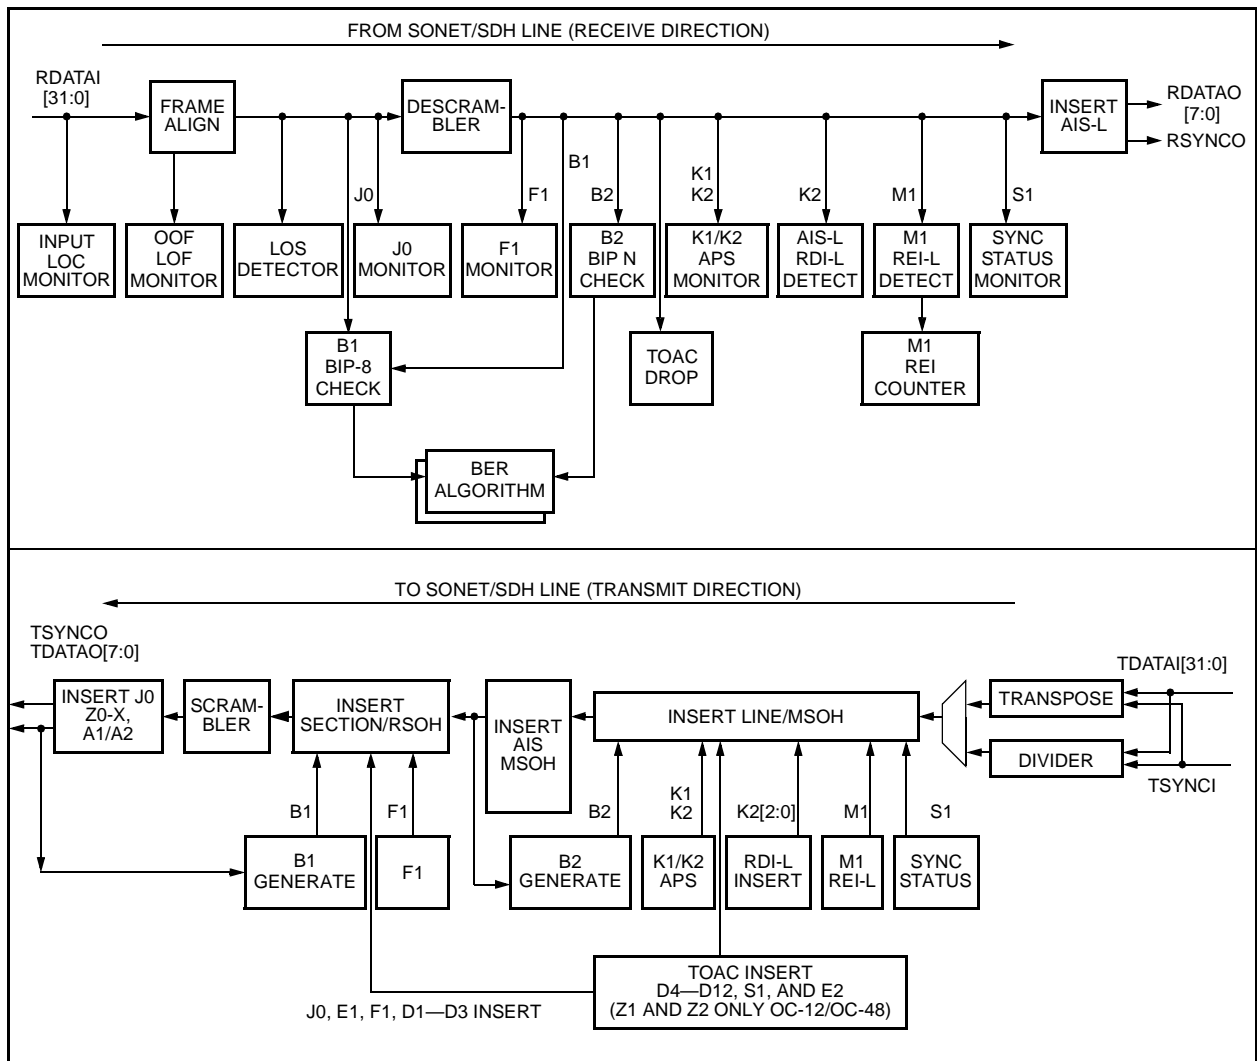 FROM SONET/SDH LINE (RECEIVE DIRECTION)
RDATAI
[31:0]
FRAME
ALIGN
DESCRAM-
BLER
INSERT
AIS-L
RDATAO
[7:0]
RSYNCO
J0
F1
B1
B2
K1
K2
K2
M1
S1
INPUT
LOC
MONITOR
OOF
LOF
MONITOR
LOS
DETECTOR
J0
MONITOR
F1
MONITOR
B2
BIP N
CHECK
K1/K2
APS
MONITOR
AIS-L
RDI-L
DETECT
M1
REI-L
DETECT
SYNC
STATUS
MONITOR
B1
BIP-8
CHECK
TOAC
DROP
M1
REI
COUNTER
BER
ALGORITHM
TO SONET/SDH LINE (TRANSMIT DIRECTION)
TSYNCO
TDATAO[7:0]
TDATAI[31:0]
INSERT J0
Z0-X,
A1/A2
SCRAM-
BLER
INSERT
SECTION/RSOH
INSERT
AIS
MSOH
INSERT LINE/MSOH
TRANSPOSE
DIVIDER
TSYNCI
B1
F1
B2
K1
K2
K2[2:0]
M1
S1
B1
GENERATE
F1
B2
GENERATE
K1/K2
APS
RDI-L
INSERT
M1
REI-L
SYNC
STATUS
TOAC INSERT
D4—D12, S1, AND E2
(Z1 AND Z2 ONLY OC-12/OC-48)
J0, E1, F1, D1—D3 INSERT